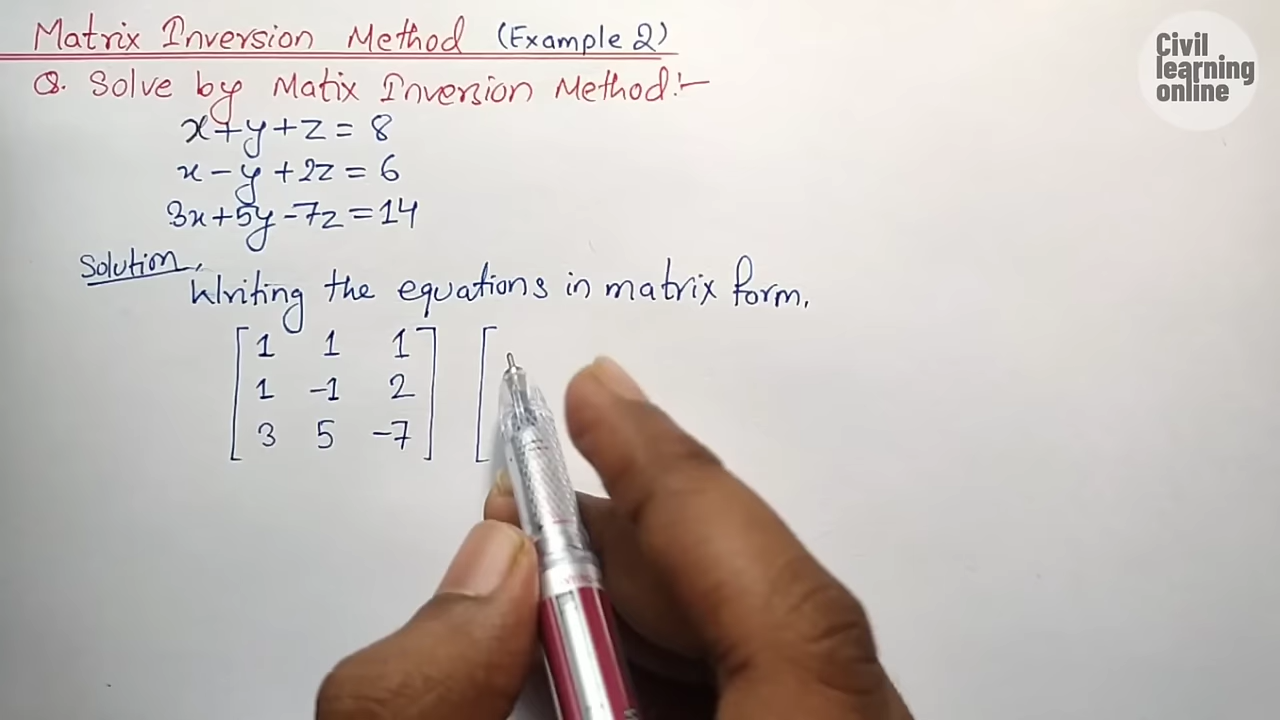 Matrix Inversion Method (Example 2)
Q. Solve by Matix Inversion Method:-
x+y+z = 8
x-y+2z = 6
3x+5y-7z = 14
Solution,
Writing the equations in matrix form,
[1 1 1] [
1 -1 2
3 5 -7
Civil
learning
online